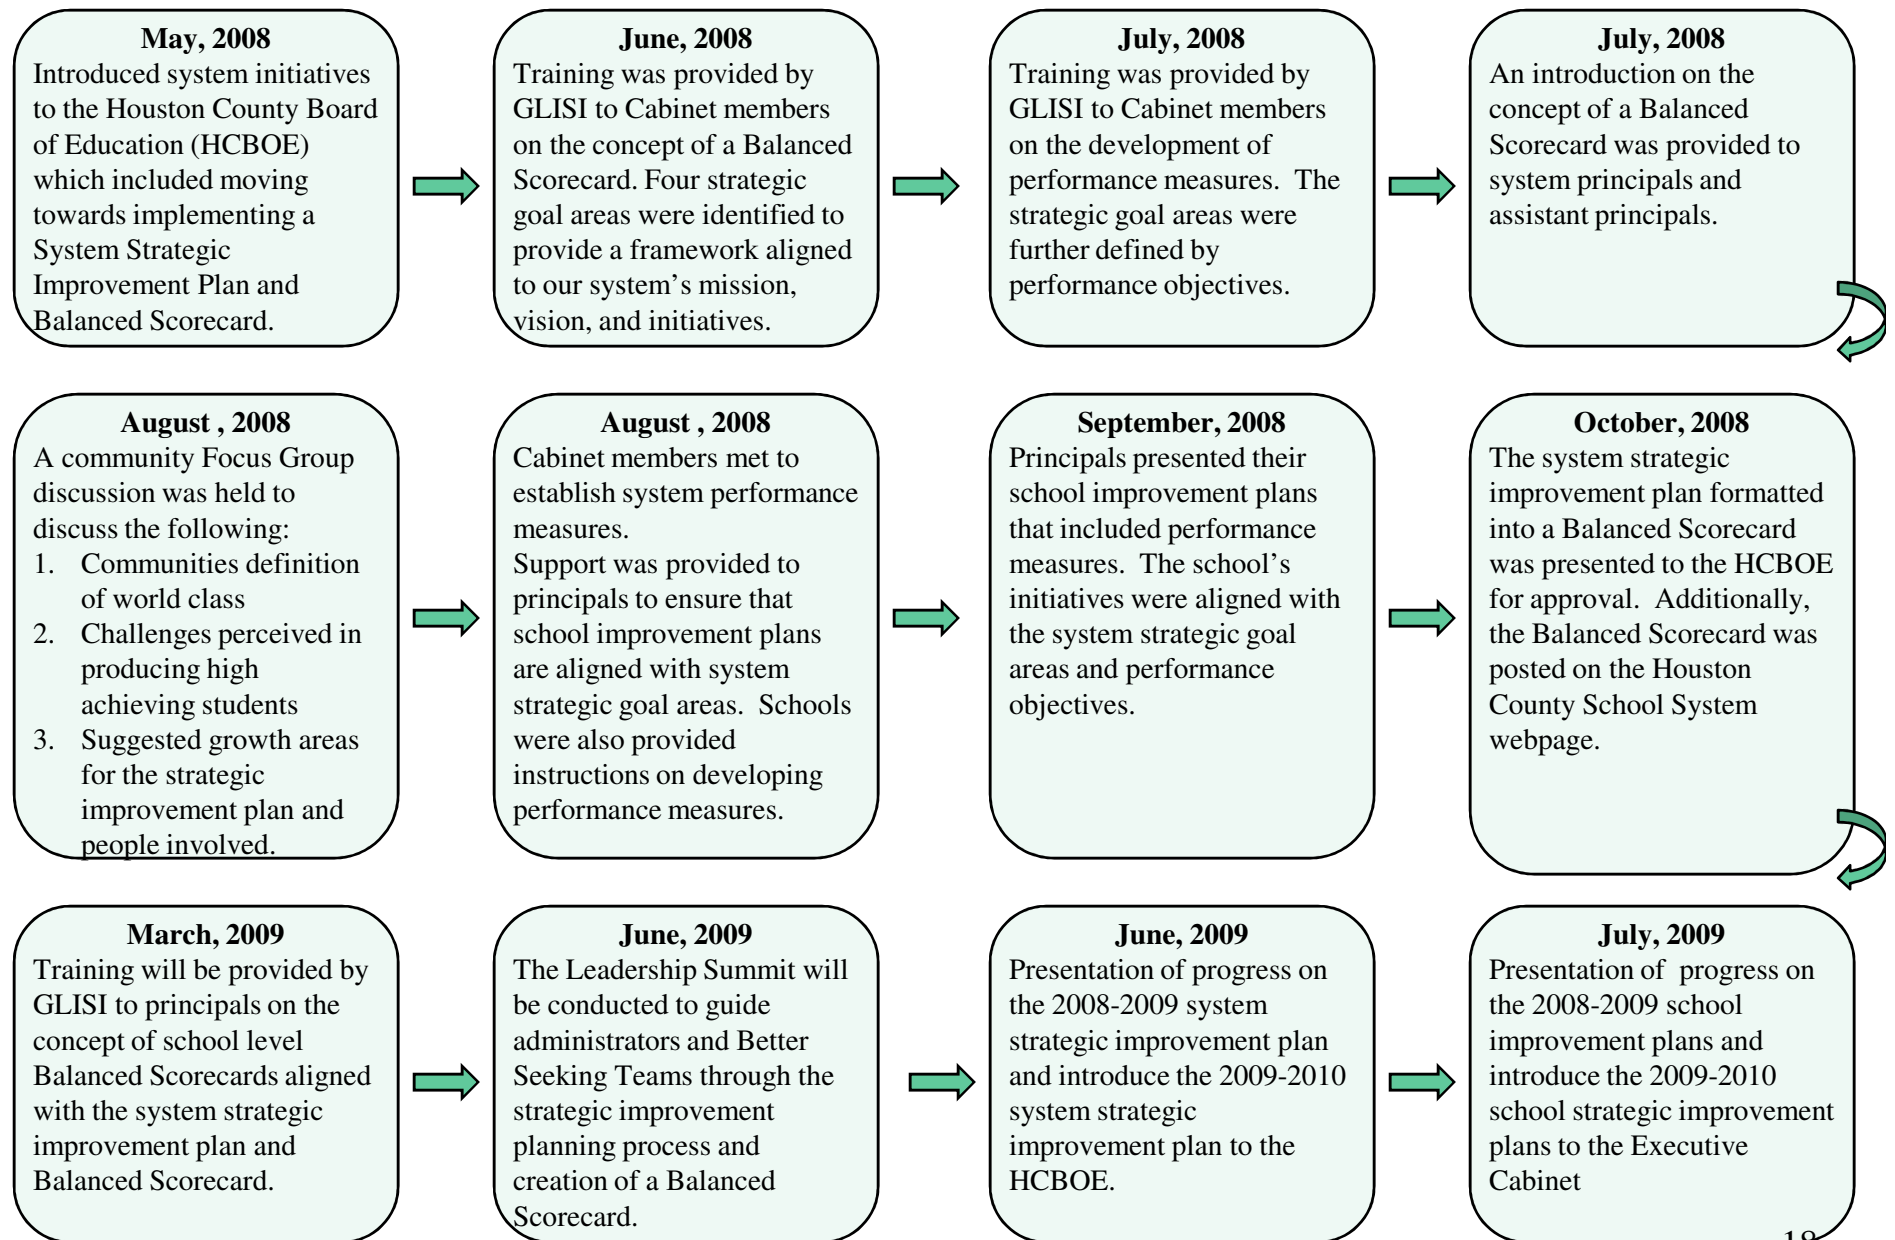 May, 2008
Introduced system initiatives
to the Houston County Board
of Education (HCBOE)
which included moving
towards implementing a
System Strategic
Improvement Plan and
Balanced Scorecard.
June, 2008
Training was provided by
GLISI to Cabinet members
on the concept of a Balanced
Scorecard. Four strategic
goal areas were identified to
provide a framework aligned
to our system’s mission,
vision, and initiatives.
July, 2008
Training was provided by
GLISI to Cabinet members
on the development of
performance measures.  The
strategic goal areas were
further defined by
performance objectives.
July, 2008
An introduction on the
concept of a Balanced
Scorecard was provided to
system principals and
assistant principals.
August , 2008
A community Focus Group
discussion was held to
discuss the following:
1. Communities definition
of world class
2. Challenges perceived in
producing high
achieving students
3. Suggested growth areas
for the strategic
improvement plan and
people involved.
August , 2008
Cabinet members met to
establish system performance
measures.
Support was provided to
principals to ensure that
school improvement plans
are aligned with system
strategic goal areas.  Schools
were also provided
instructions on developing
performance measures.
September, 2008
Principals presented their
school improvement plans
that included performance
measures.  The school’s
initiatives were aligned with
the system strategic goal
areas and performance
objectives.
October, 2008
The system strategic
improvement plan formatted
into a Balanced Scorecard
was presented to the HCBOE
for approval.  Additionally,
the Balanced Scorecard was
posted on the Houston
County School System
webpage.
March, 2009
Training will be provided by
GLISI to principals on the
concept of school level
Balanced Scorecards aligned
with the system strategic
improvement plan and
Balanced Scorecard.
June, 2009
The Leadership Summit will
be conducted to guide
administrators and Better
Seeking Teams through the
strategic improvement
planning process and
creation of a Balanced
Scorecard.
June, 2009
Presentation of progress on
the 2008-2009 system
strategic improvement plan
and introduce the 2009-2010
system strategic
improvement plan to the
HCBOE.
July, 2009
Presentation of  progress on
the 2008-2009 school
improvement plans and
introduce the 2009-2010
school strategic improvement
plans to the Executive
Cabinet